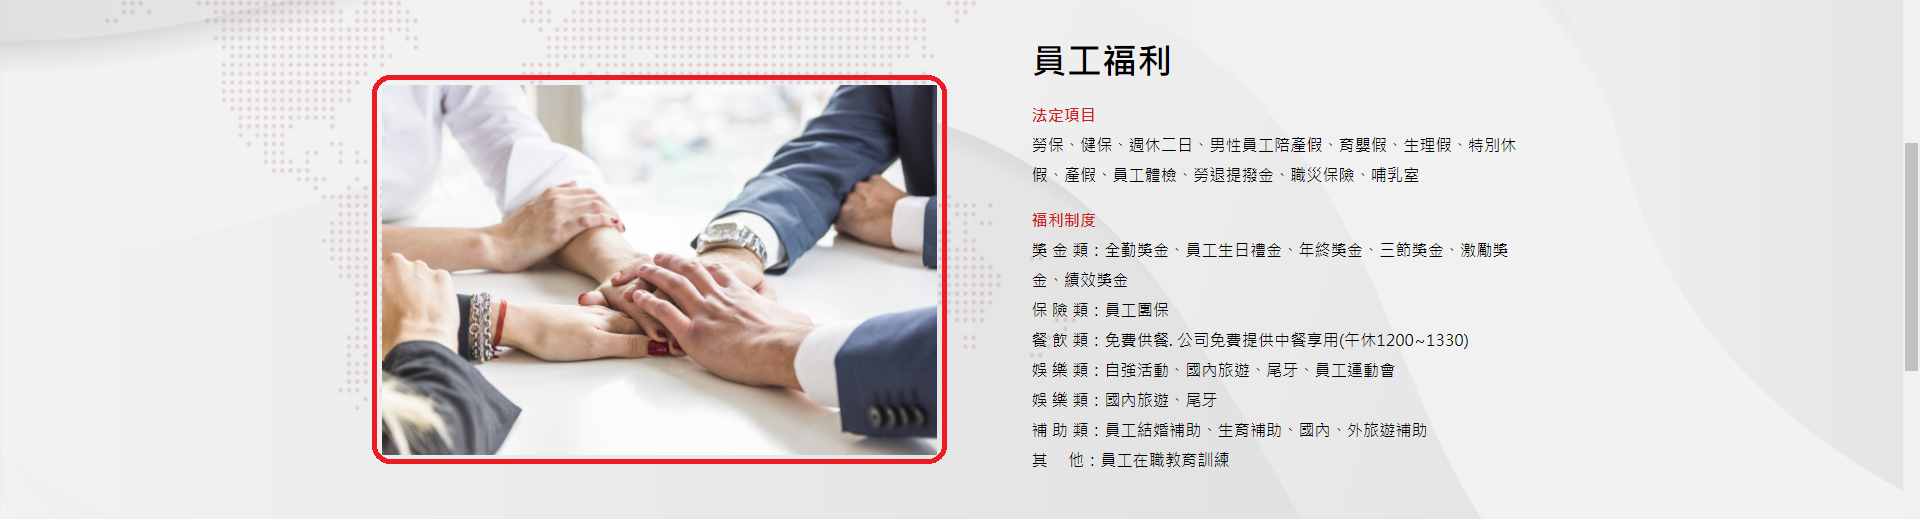 員工福利
法定項目
勞保、健保、週休二日、男性員工陪產假、育嬰假、生理假、特別休
假、產假、員工體檢、勞退提撥金、職災保險、哺乳室
福利制度
獎 金 類：全勤獎金、員工生日禮金、年終獎金、三節獎金、激勵獎
金、績效獎金
保 險 類：員工團保
餐 飲 類：免費供餐. 公司免費提供中餐享用(午休1200~1330)
娛 樂 類：自強活動、國內旅遊、尾牙、員工運動會
娛 樂 類：國內旅遊、尾牙
補 助 類：員工結婚補助、生育補助、國內、外旅遊補助
其　 他：員工在職教育訓練